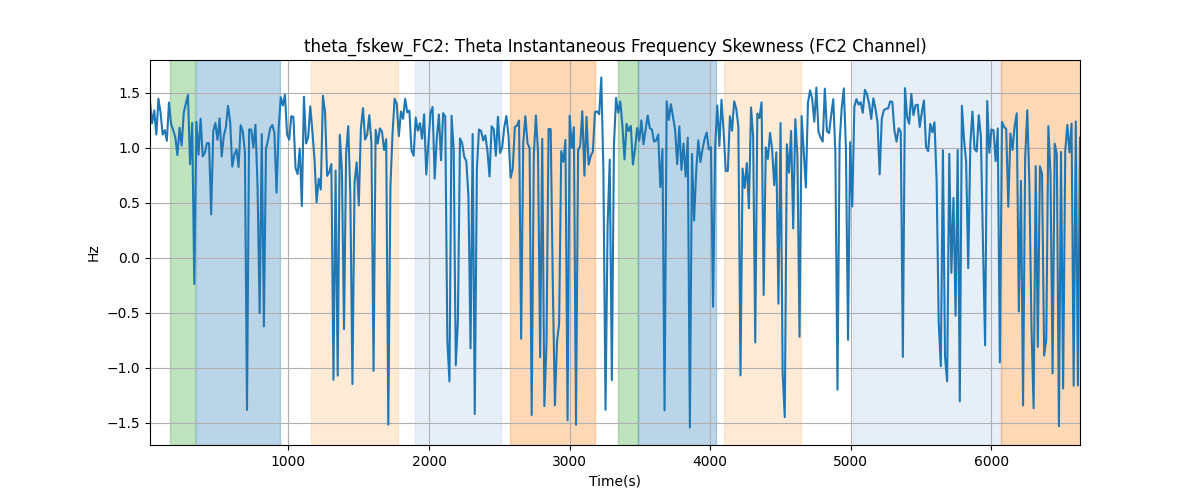 theta_fskew_FC2: Theta Instantaneous Frequency Skewness (FC2 Channel)
1.5
1.0
0.5
0.0
−0.5
−1.0
−1.5
Hz
1000 2000 3000 4000 5000 6000
Time(s)